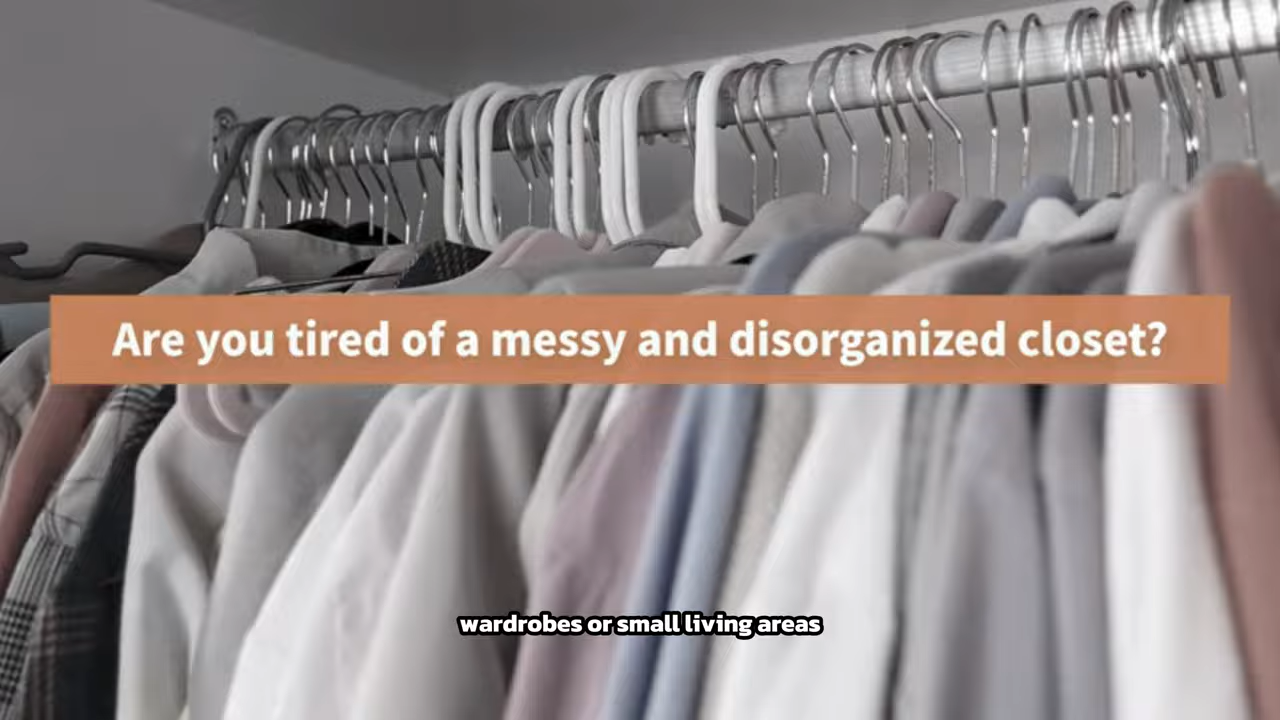 Are you tired of a messy and disorganized closet?
wardrobes or small living areas